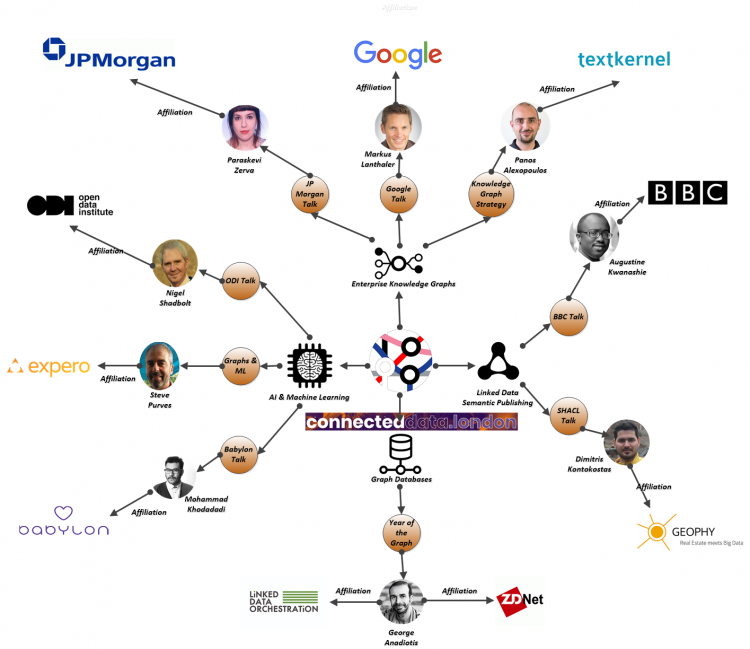 Affiliation
JPMorgan
Google
textkernel
Affiliation
Affiliation
Affiliation
Paraskevi
Zerva
Markus
Lanthaler
Panos
Alexopoulos
JP
Morgan
Talk
Google
Talk
Knowledge
Graph
Strategy
BBC
Affiliation
ODI
open
data
institute
Affiliation
Augustine
Kwanashie
Nigel
Shadbolt
ODI Talk
Enterprise Knowledge Graphs
BBC Talk
expero
Affiliation
Steve
Purves
Graphs &
ML
AI & Machine Learning
Linked Data
Semantic Publishing
connecteddata.london
SHACL
Talk
Babylon
Talk
Dimitris
Kontokostas
Mohammad
Khodadadi
Graph Databases
Affiliation
Affiliation
babylon
Year of
the
Graph
GEOPHY
Real Estate meets Big Data
LiNKED
DATA
ORCHESTRATiON
Affiliation
Affiliation
ZDNet
George
Anadiotis